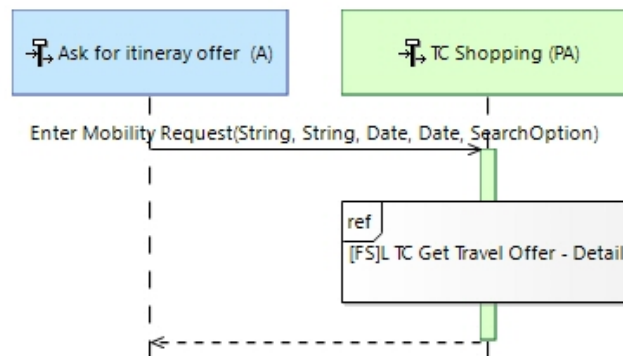 Ask for itineray offer (A)
TC Shopping (PA)
Enter Mobility Request(String, String, Date, Date, SearchOption)
ref
[FS]L TC Get Travel Offer - Detail